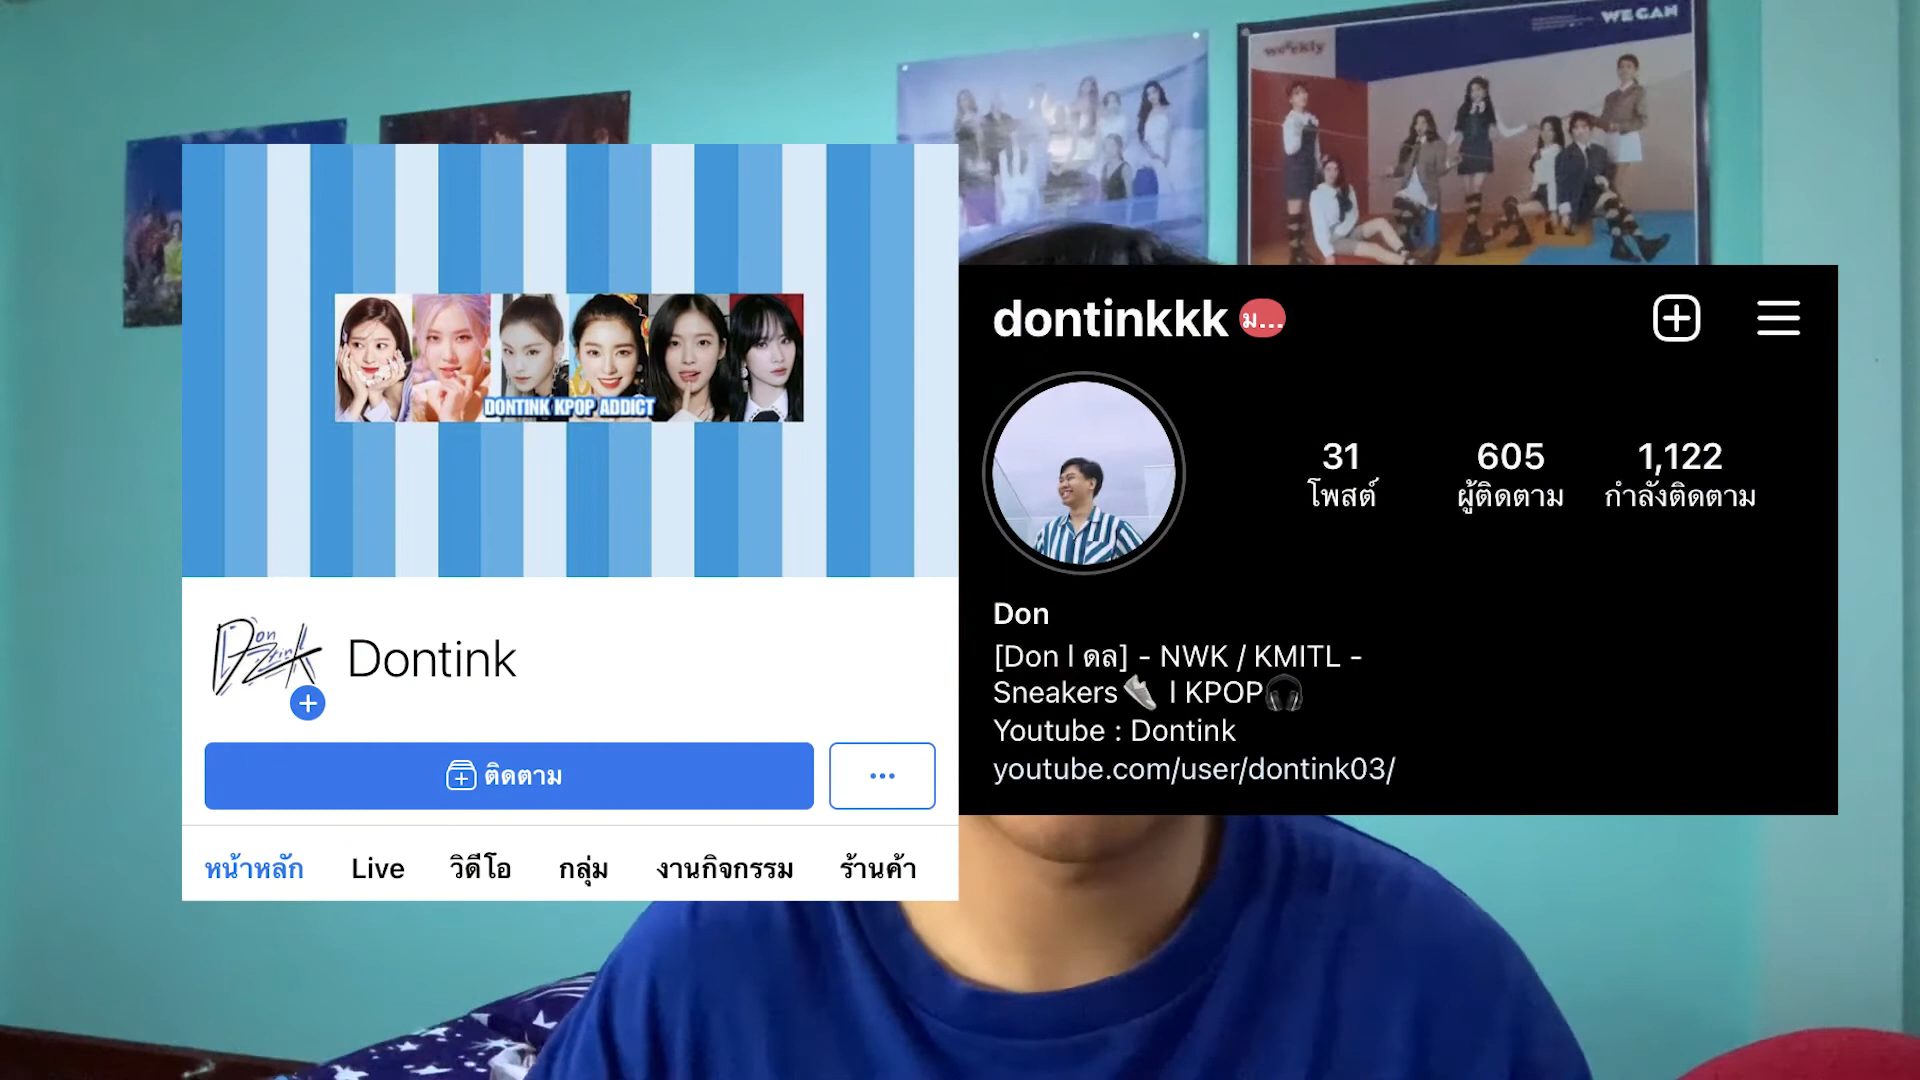 WE CAN
weekly
DONTINK KPOP ADDICT
Don
Tink
Dontink
ติดตาม
หน้าหลัก
Live
วิดีโอ
กลุ่ม
งานกิจกรรม
ร้านค้า
dontinkkk
ม...
31
โพสต์
605
ผู้ติดตาม
1,122
กำลังติดตาม
Don
[Don l ดล] - NWK / KMITL -
Sneakers👟 l KPOP🎧
Youtube : Dontink
youtube.com/user/dontink03/